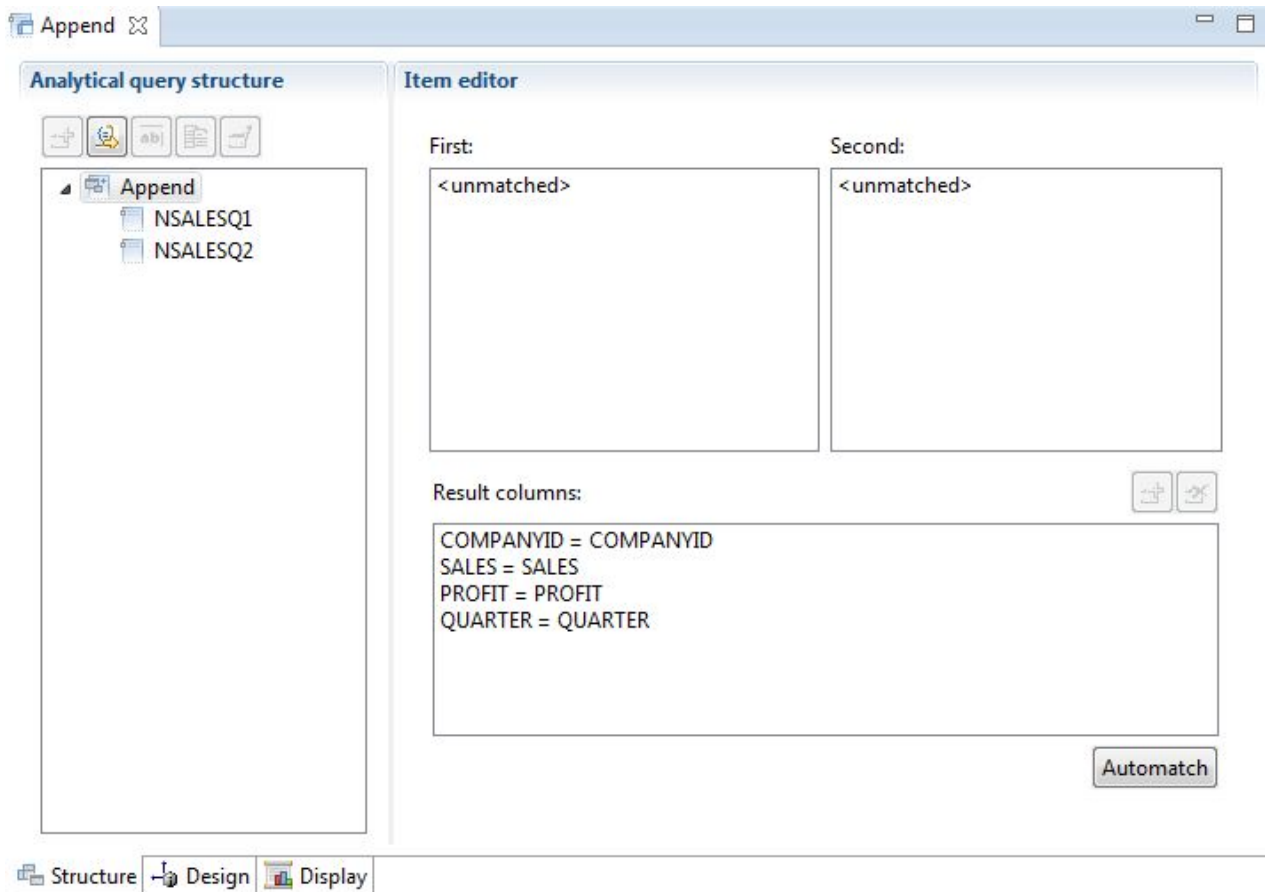 Append
Analytical query structure
Item editor
ab|
First:
Second:
Append
NSALESQ1
NSALESQ2
<unmatched>
<unmatched>
Result columns:
COMPANYID = COMPANYID
SALES = SALES
PROFIT = PROFIT
QUARTER = QUARTER
Automatch
Structure
Design
Display